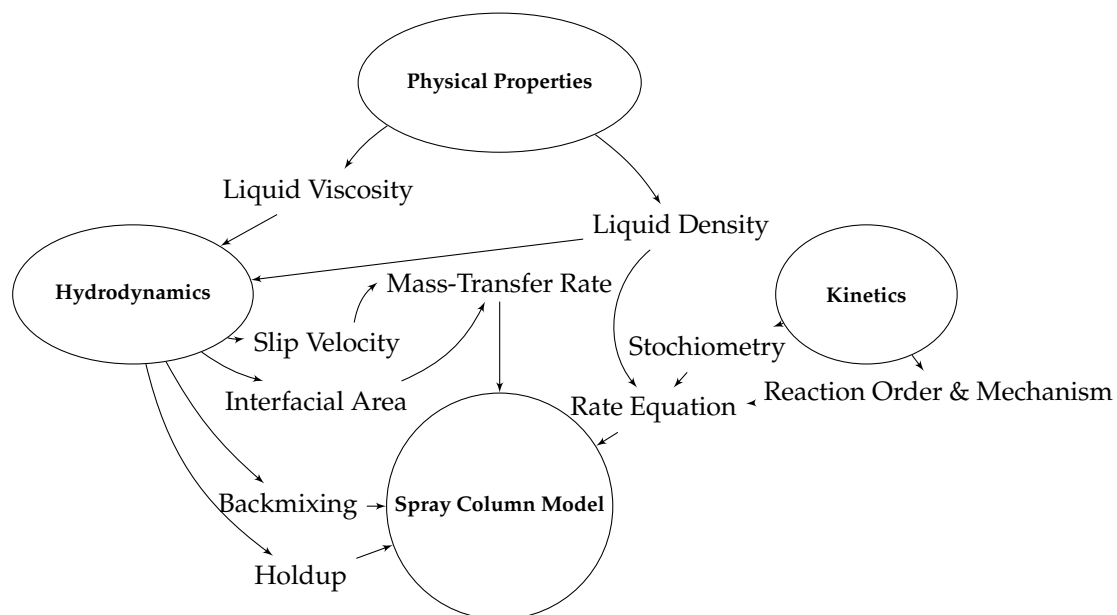 Physical Properties
Liquid Viscosity
Liquid Density
Hydrodynamics
Mass-Transfer Rate
Kinetics
Slip Velocity
Stochiometry
Interfacial Area
Rate Equation
Reaction Order & Mechanism
Backmixing
Spray Column Model
Holdup